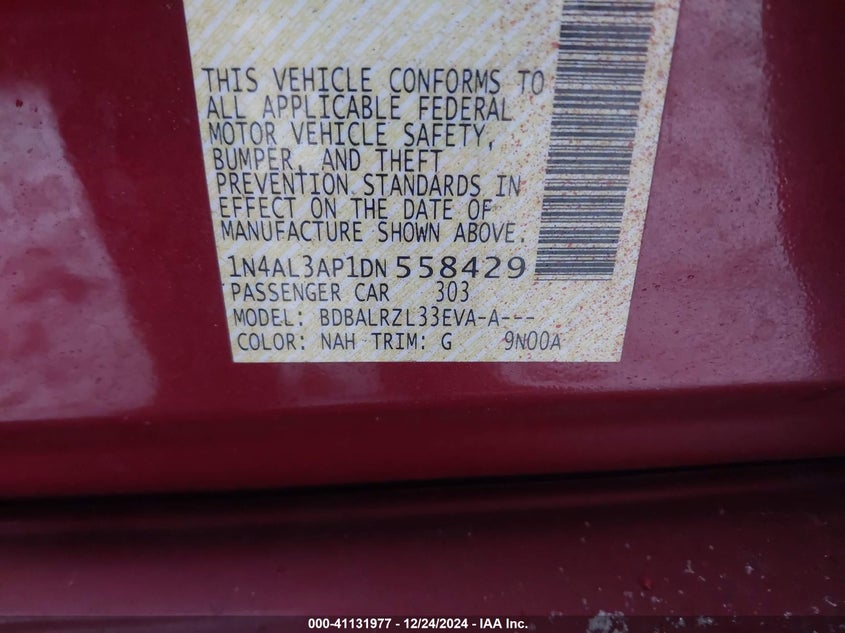 THIS VEHICLE CONFORMS TO
ALL APPLICABLE FEDERAL
MOTOR VEHICLE SAFETY,
BUMPER, AND THEFT
PREVENTION STANDARDS IN
EFFECT ON THE DATE OF
MANUFACTURE SHOWN ABOVE.
1N4AL3AP1DN 558429
PASSENGER CAR 303
MODEL: BDBALRZL33EVA-A---
COLOR: NAH TRIM: G 9N00A
000-41131977 - 12/24/2024 - IAA Inc.